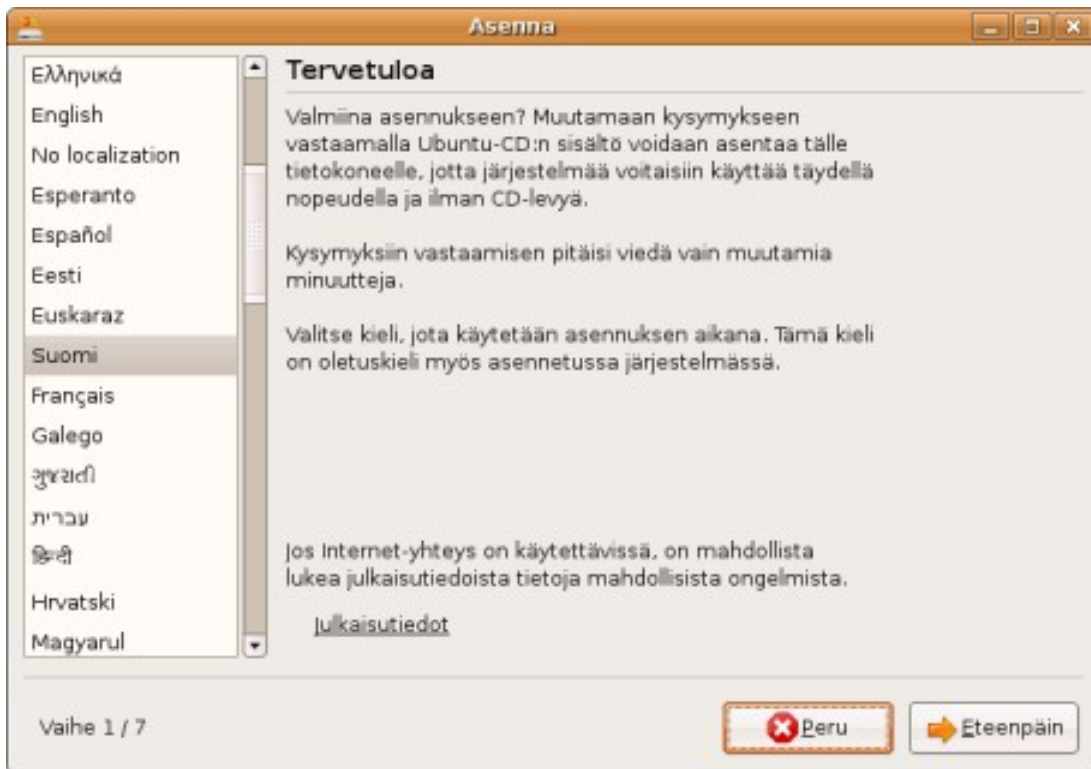 Asenna
Ελληνικά
English
No localization
Esperanto
Español
Eesti
Euskaraz
Suomi
Français
Galego
ગુજરાતી
עברית
हिन्दी
Hrvatski
Magyarul
Tervetuloa
Valmiina asennukseen? Muutamaan kysymykseen
vastaamalla Ubuntu-CD:n sisältö voidaan asentaa tälle
tietokoneelle, jotta järjestelmää voitaisiin käyttää täydellä
nopeudella ja ilman CD-levyä.
Kysymyksiin vastaamisen pitäisi viedä vain muutamia
minuutteja.
Valitse kieli, jota käytetään asennuksen aikana. Tämä kieli
on oletuskieli myös asennetussa järjestelmässä.
Jos Internet-yhteys on käytettävissä, on mahdollista
lukea julkaisutiedoista tietoja mahdollisista ongelmista.
Julkaisutiedot
Vaihe 1 / 7
Peru
Eteenpäin